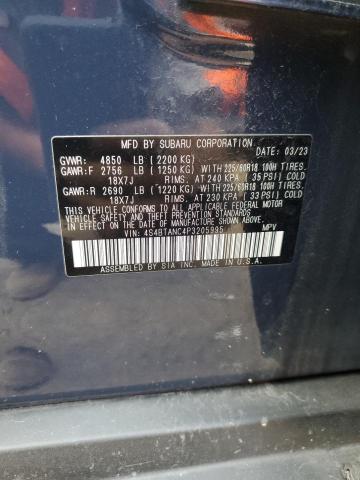 MFD BY SUBARU CORPORATION DATE: 03/23
GVWR: 4850 LB (2200 KG)
GAWR:F 2756 LB (1250 KG) WITH 225/60R18 100H TIRES.
18X7J RIMS, AT 240 KPA (35 PSI) COLD
GAWR:R 2690 LB (1220 KG) WITH 225/60R18 100H TIRES.
18X7J RIMS, AT 230 KPA (33 PSI) COLD
THIS VEHICLE CONFORMS TO ALL APPLICABLE FEDERAL MOTOR
VEHICLE SAFETY AND THEFT PREVENTION STANDARDS
IN EFFECT ON THE DATE OF MANUFACTURE SHOWN ABOVE.
VIN: 4S4BTANC4P3205995 MPV
ASSEMBLED BY SIA INC. IN U.S.A.